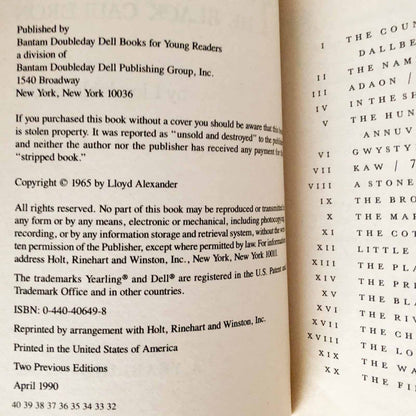 Published by
Bantam Doubleday Dell Books for Young Readers
a division of
Bantam Doubleday Dell Publishing Group, Inc.
1540 Broadway
New York, New York 10036
If you purchased this book without a cover you should be aware that this
is stolen property. It was reported as "unsold and destroyed" to the
and neither the author nor the publisher has received any payment for
"stripped book."
Copyright © 1965 by Lloyd Alexander
All rights reserved. No part of this book may be reproduced or transmitted
any form or by any means, electronic or mechanical, including photocopying
recording, or by any information storage and retrieval system, without the
ten permission of the Publisher, except where permitted by law. For information
address Holt, Rinehart and Winston, Inc., New York, New York 10011.
The trademarks Yearling® and Dell® are registered in the U.S. Patent
Trademark Office and in other countries.
ISBN: 0-440-40649-8
Reprinted by arrangement with Holt, Rinehart and Winston, Inc.
Printed in the United States of America
Two Previous Editions
April 1990
40 39 38 37 36 35 34 33 32
I THE COUN
DALLBE
II THE NAM
III ADAON /
IV IN THE SH
V THE HUN
ANNUV
VI GWYSTY
VII KAW / 7
VIII A STONE
IX THE BRO
X THE MA
XI THE COT
XII LITTLE
XIII THE PLA
XIV THE PRI
XV THE BLA
XVI THE RIV
XVII THE CH
XVIII THE LO
XIX THE WA
XX THE FI